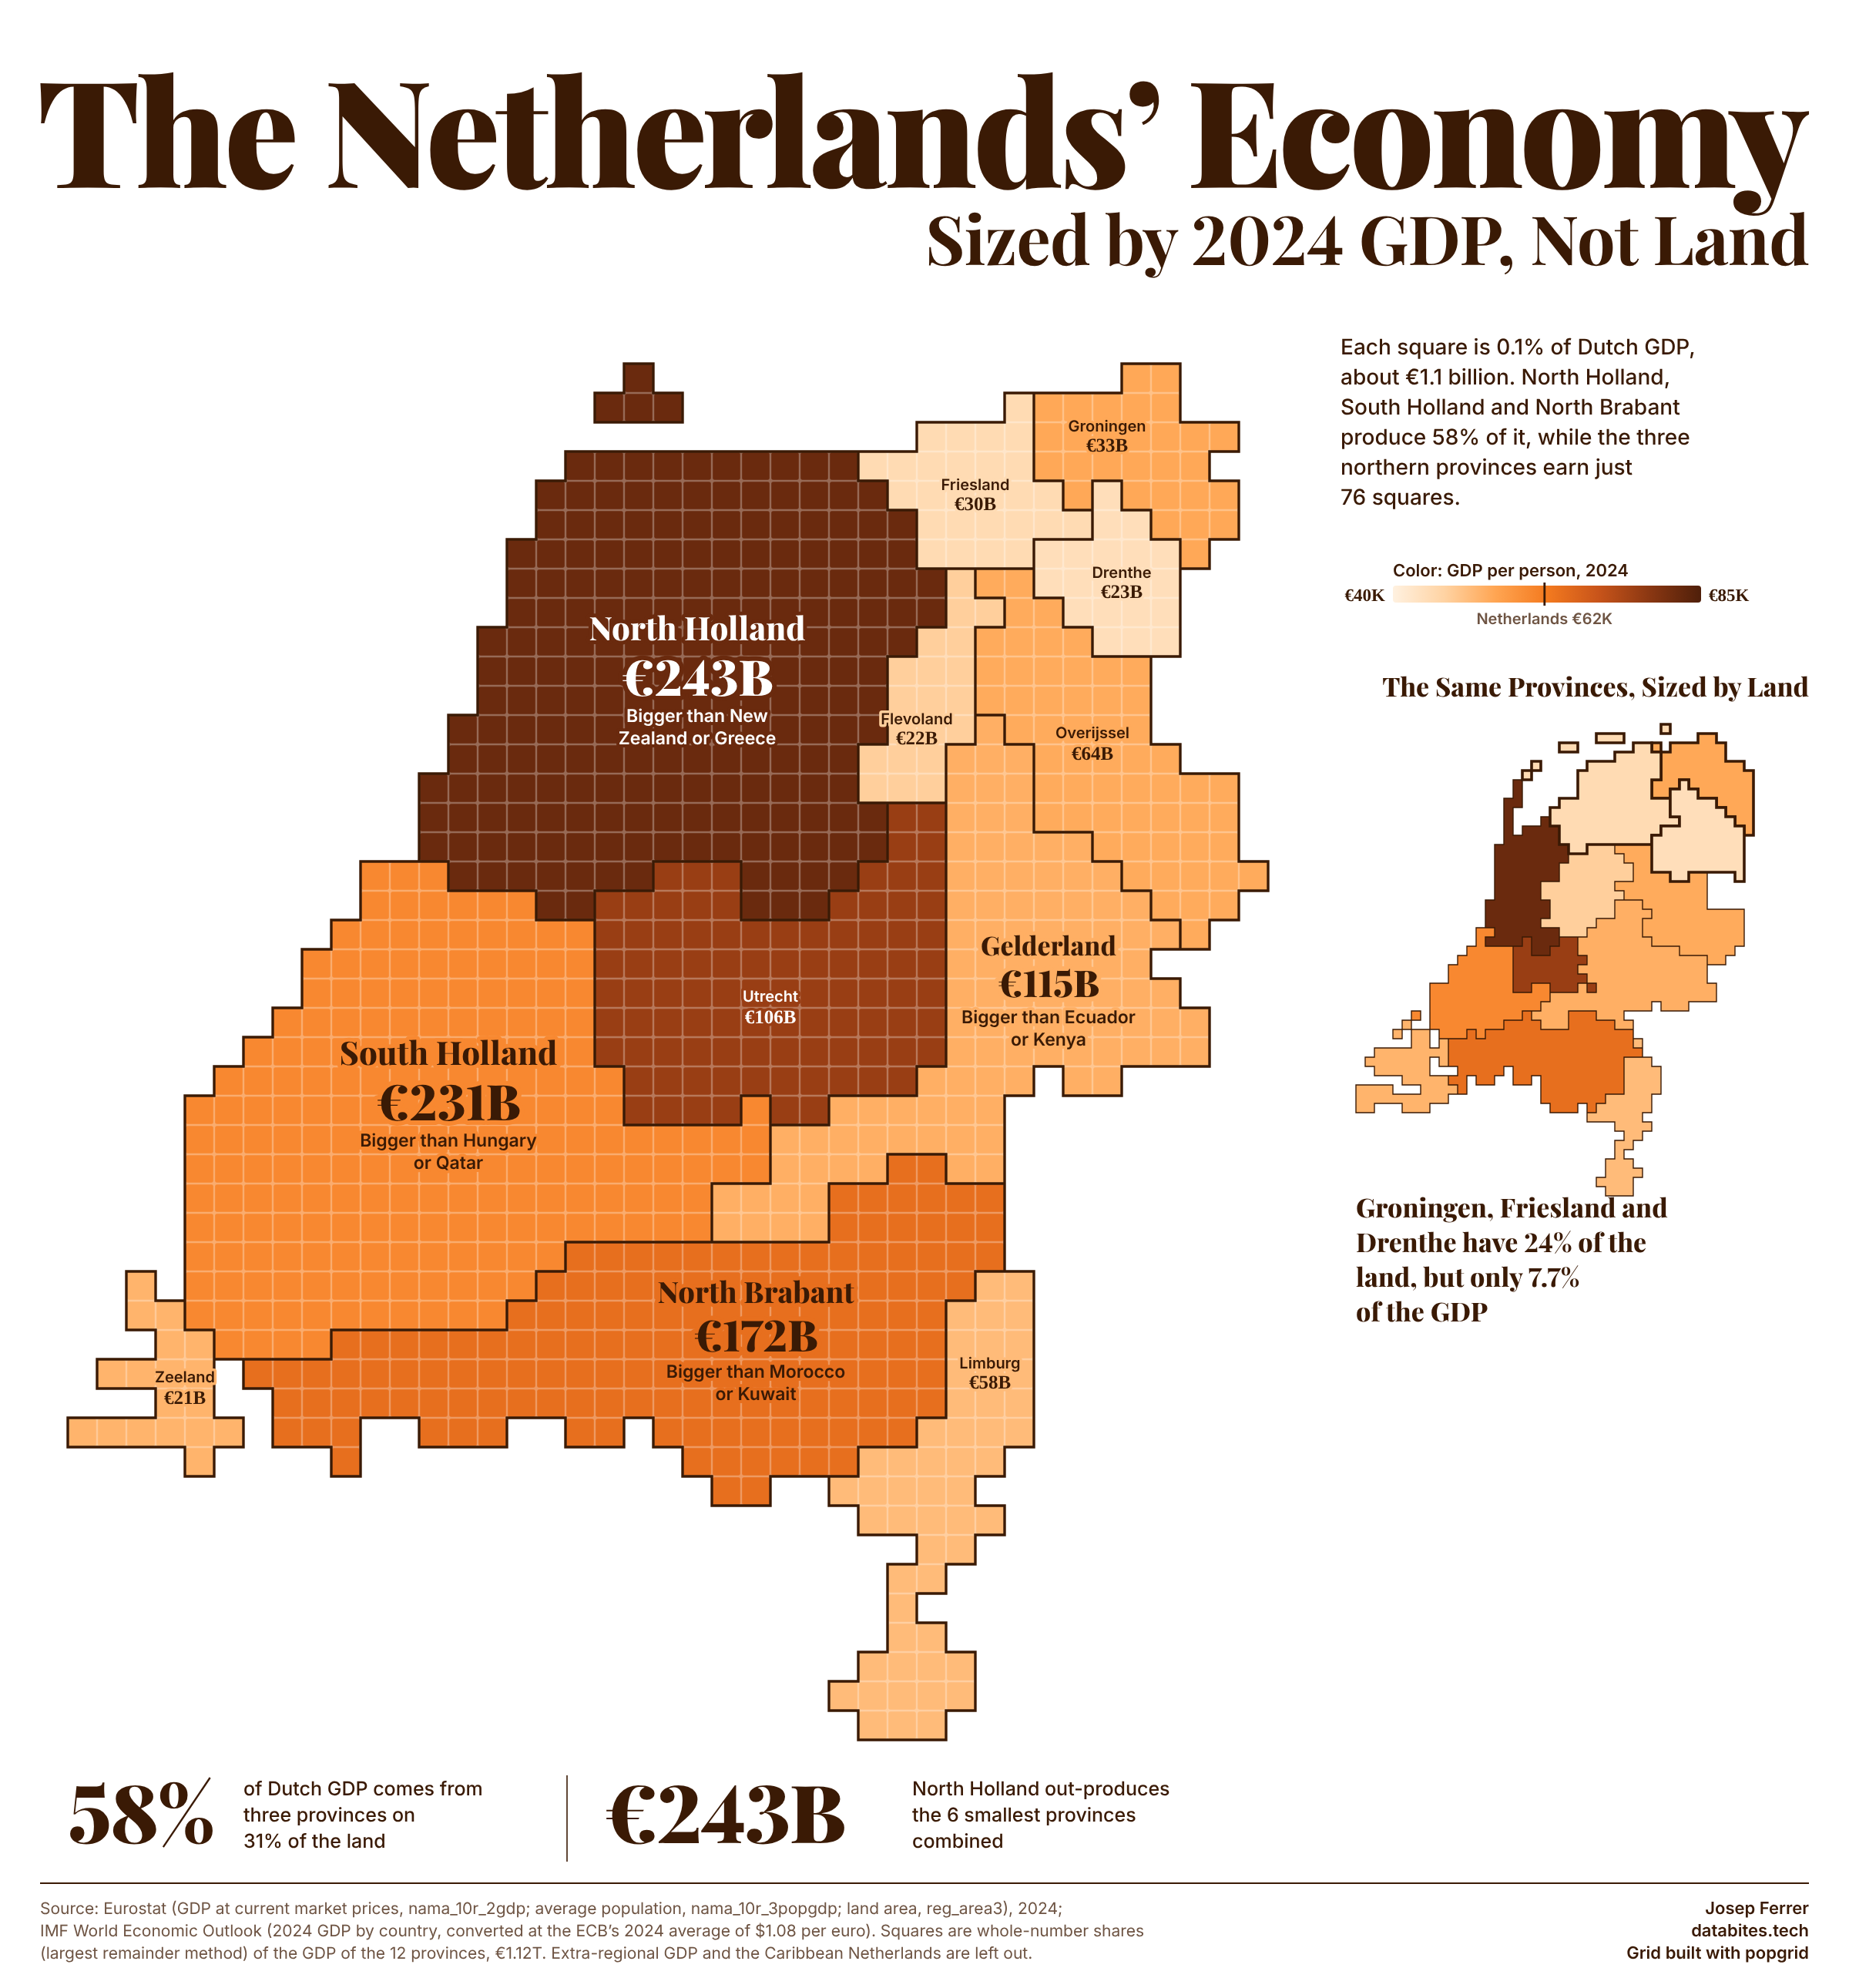 The Netherlands’ Economy
Sized by 2024 GDP, Not Land
Each square is 0.1% of Dutch GDP,
about €1.1 billion. North Holland,
South Holland and North Brabant
produce 58% of it, while the three
northern provinces earn just
76 squares.
Color: GDP per person, 2024
€40K
€85K
Netherlands €62K
The Same Provinces, Sized by Land
Groningen, Friesland and
Drenthe have 24% of the
land, but only 7.7%
of the GDP
Groningen
€33B
Friesland
€30B
Drenthe
€23B
North Holland
€243B
Bigger than New
Zealand or Greece
Flevoland
€22B
Overijssel
€64B
Gelderland
€115B
Bigger than Ecuador
or Kenya
Utrecht
€106B
South Holland
€231B
Bigger than Hungary
or Qatar
North Brabant
€172B
Bigger than Morocco
or Kuwait
Limburg
€58B
Zeeland
€21B
58%
of Dutch GDP comes from
three provinces on
31% of the land
€243B
North Holland out-produces
the 6 smallest provinces
combined
Source: Eurostat (GDP at current market prices, nama_10r_2gdp; average population, nama_10r_3popgdp; land area, reg_area3), 2024;
IMF World Economic Outlook (2024 GDP by country, converted at the ECB’s 2024 average of $1.08 per euro). Squares are whole-number shares
(largest remainder method) of the GDP of the 12 provinces, €1.12T. Extra-regional GDP and the Caribbean Netherlands are left out.
Josep Ferrer
databites.tech
Grid built with popgrid